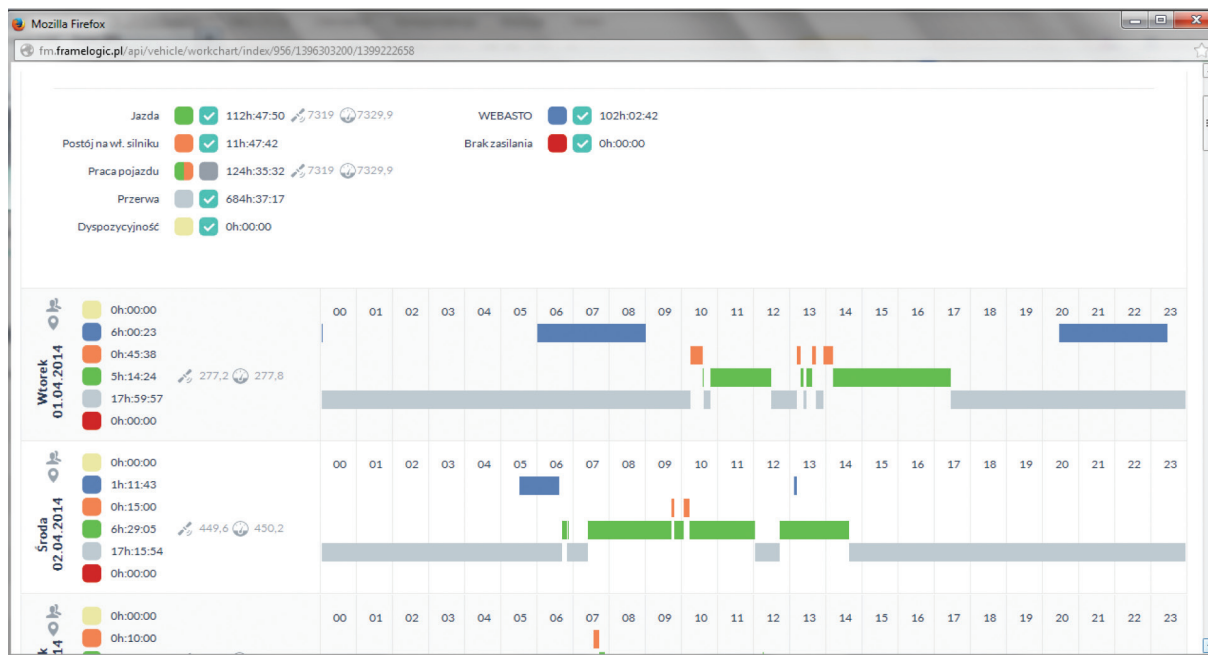 Mozilla Firefox
fm.framelogic.pl/api/vehicle/workchart/index/956/1396303200/1399222658
Jazda 112h:47:50 7319 7329,9 WEBASTO 102h:02:42
Postój na wł. silniku 11h:47:42 Brak zasilania 0h:00:00
Praca pojazdu 124h:35:32 7319 7329,9
Przerwa 684h:37:17
Dyspozycyjność 0h:00:00
Wtorek
01.04.2014
0h:00:00 00 01 02 03 04 05 06 07 08 09 10 11 12 13 14 15 16 17 18 19 20 21 22 23
6h:00:23
0h:45:38
5h:14:24 277,2 277,8
17h:59:57
0h:00:00
Środa
02.04.2014
0h:00:00 00 01 02 03 04 05 06 07 08 09 10 11 12 13 14 15 16 17 18 19 20 21 22 23
1h:11:43
0h:15:00
6h:29:05 449,6 450,2
17h:15:54
0h:00:00
0h:00:00 00 01 02 03 04 05 06 07 08 09 10 11 12 13 14 15 16 17 18 19 20 21 22 23
0h:10:00